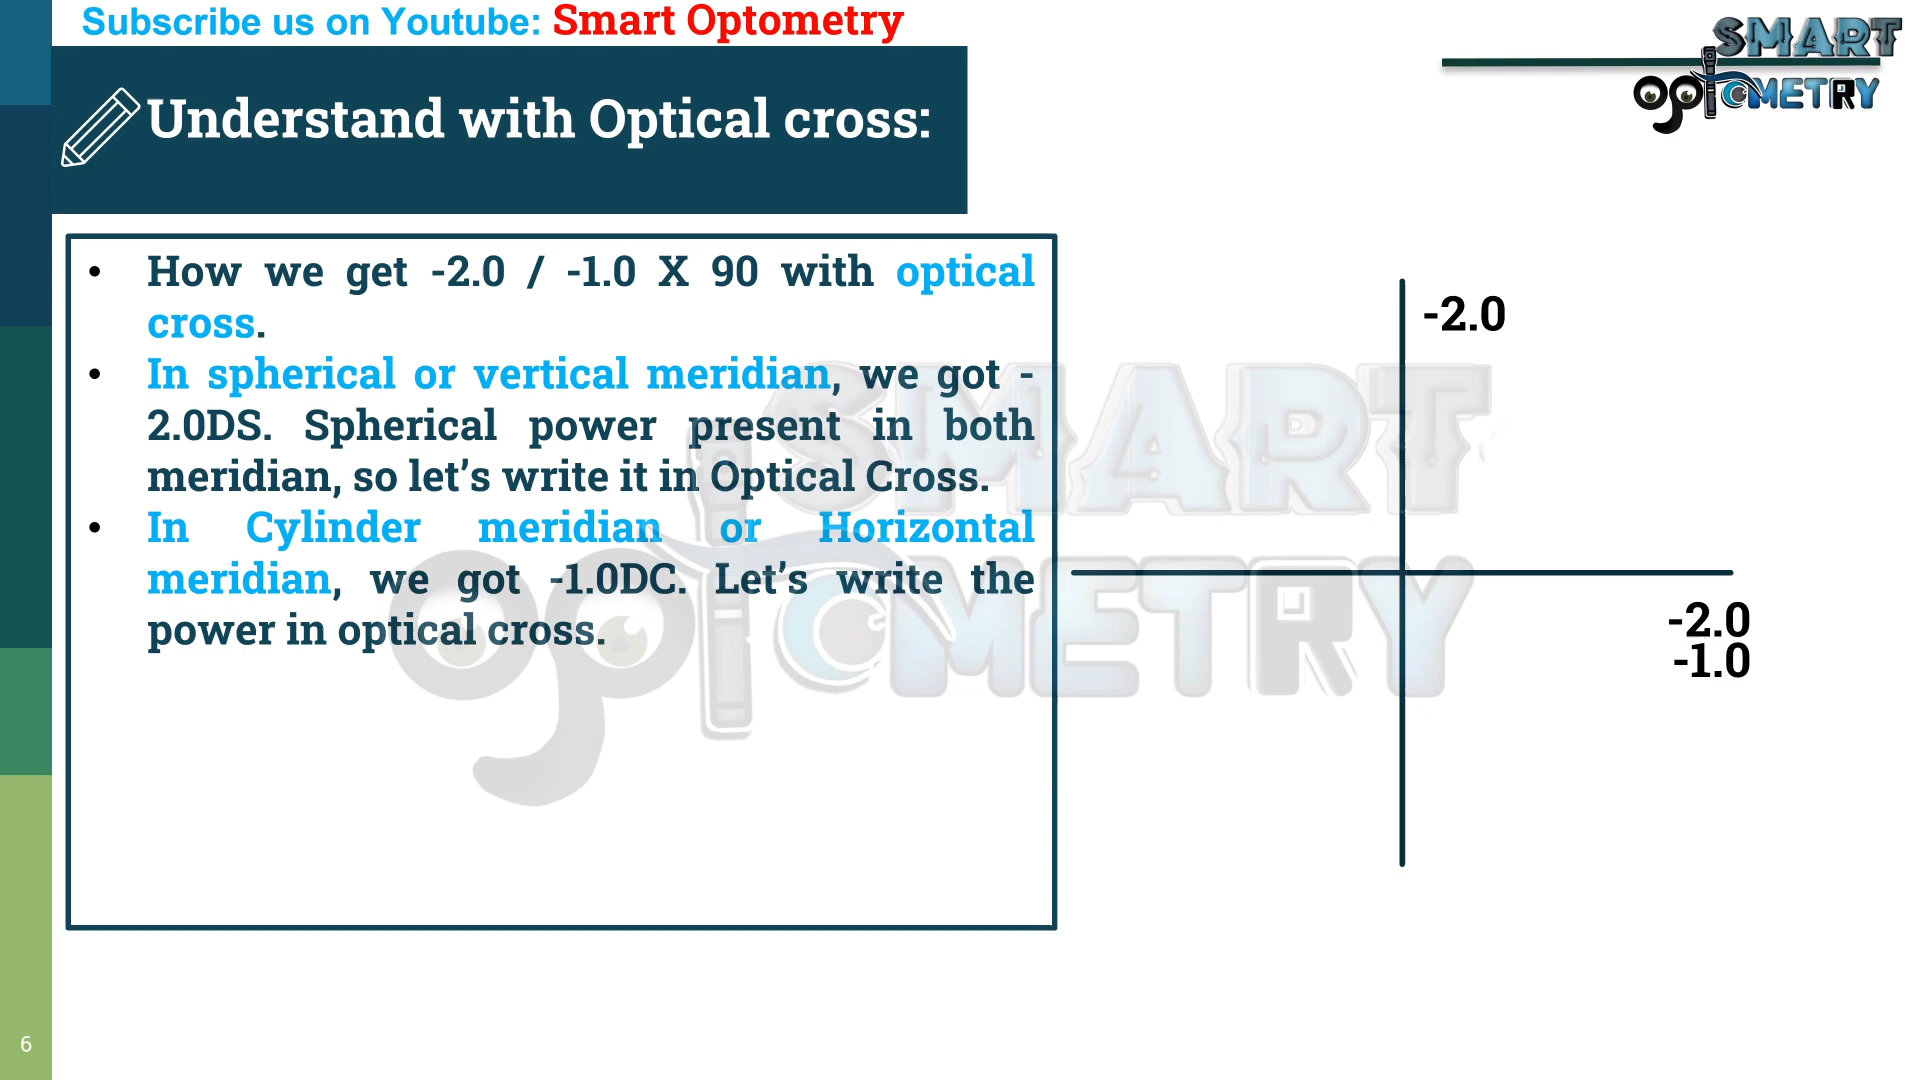 Subscribe us on Youtube: Smart Optometry
SMART
OPTOMETRY
Understand with Optical cross:
• How we get -2.0 / -1.0 X 90 with optical
cross.
• In spherical or vertical meridian, we got -
2.0DS. Spherical power present in both
meridian, so let’s write it in Optical Cross.
• In Cylinder meridian or Horizontal
meridian, we got -1.0DC. Let’s write the
power in optical cross.
-2.0
-2.0
-1.0
SMART
OPTOMETRY
6